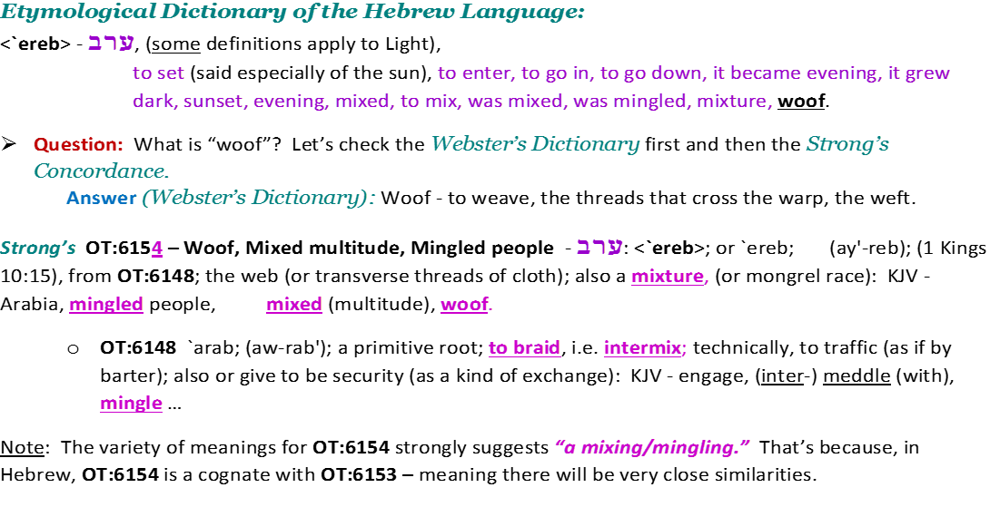 Etymological Dictionary of the Hebrew Language:
<`ereb> - ערב, (some definitions apply to Light),
to set (said especially of the sun), to enter, to go in, to go down, it became evening, it grew
dark, sunset, evening, mixed, to mix, was mixed, was mingled, mixture, woof.
➢ Question: What is “woof”? Let’s check the Webster’s Dictionary first and then the Strong’s
Concordance.
Answer (Webster’s Dictionary): Woof - to weave, the threads that cross the warp, the weft.
Strong’s OT:6154 – Woof, Mixed multitude, Mingled people - ערב: <`ereb>; or `ereb; (ay'-reb); (1 Kings
10:15), from OT:6148; the web (or transverse threads of cloth); also a mixture, (or mongrel race): KJV -
Arabia, mingled people, mixed (multitude), woof.
o OT:6148 `arab; (aw-rab'); a primitive root; to braid, i.e. intermix; technically, to traffic (as if by
barter); also or give to be security (as a kind of exchange): KJV - engage, (inter-) meddle (with),
mingle ...
Note: The variety of meanings for OT:6154 strongly suggests “a mixing/mingling.” That’s because, in
Hebrew, OT:6154 is a cognate with OT:6153 – meaning there will be very close similarities.